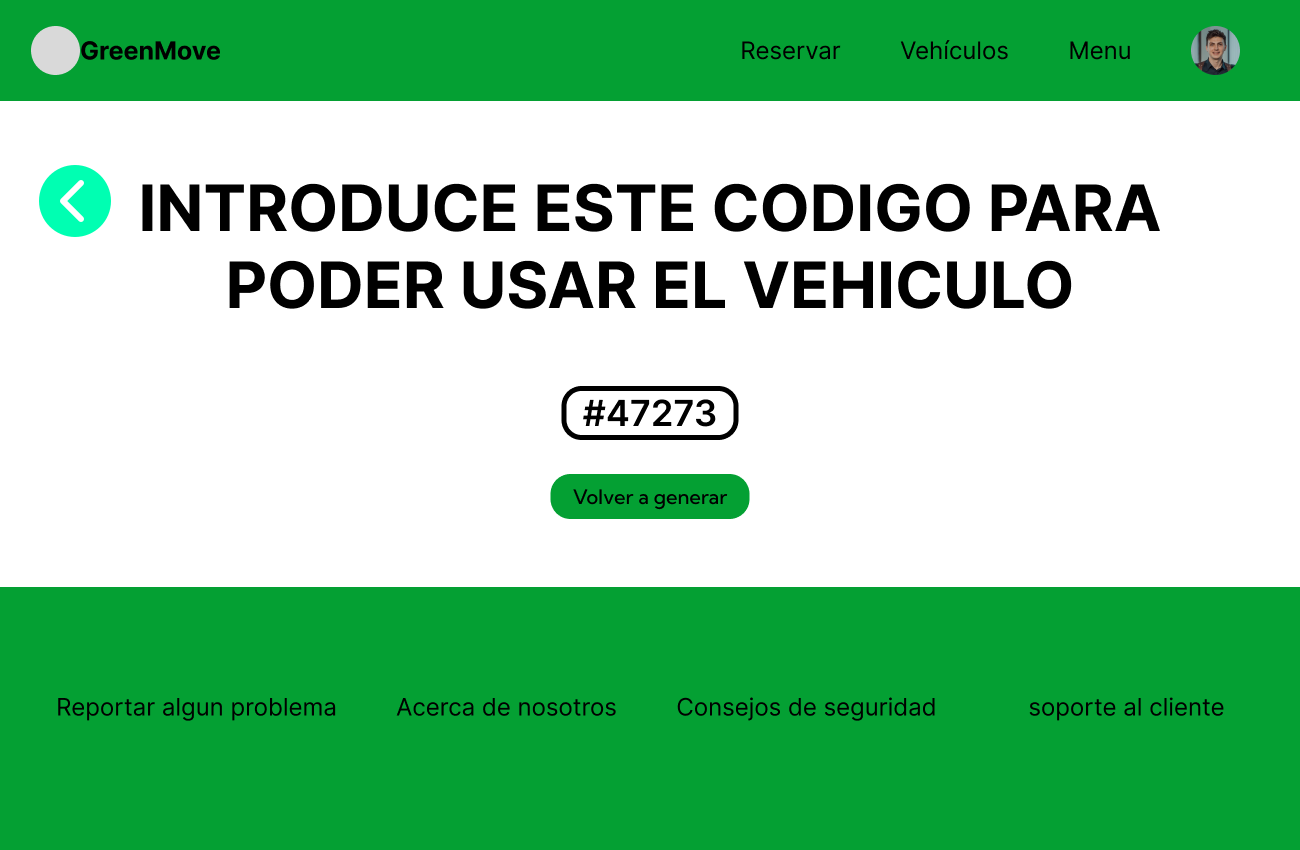 GreenMove
Reservar
Vehículos
Menu
INTRODUCE ESTE CODIGO PARA
PODER USAR EL VEHICULO
#47273
Volver a generar
Reportar algun problema
Acerca de nosotros
Consejos de seguridad
soporte al cliente